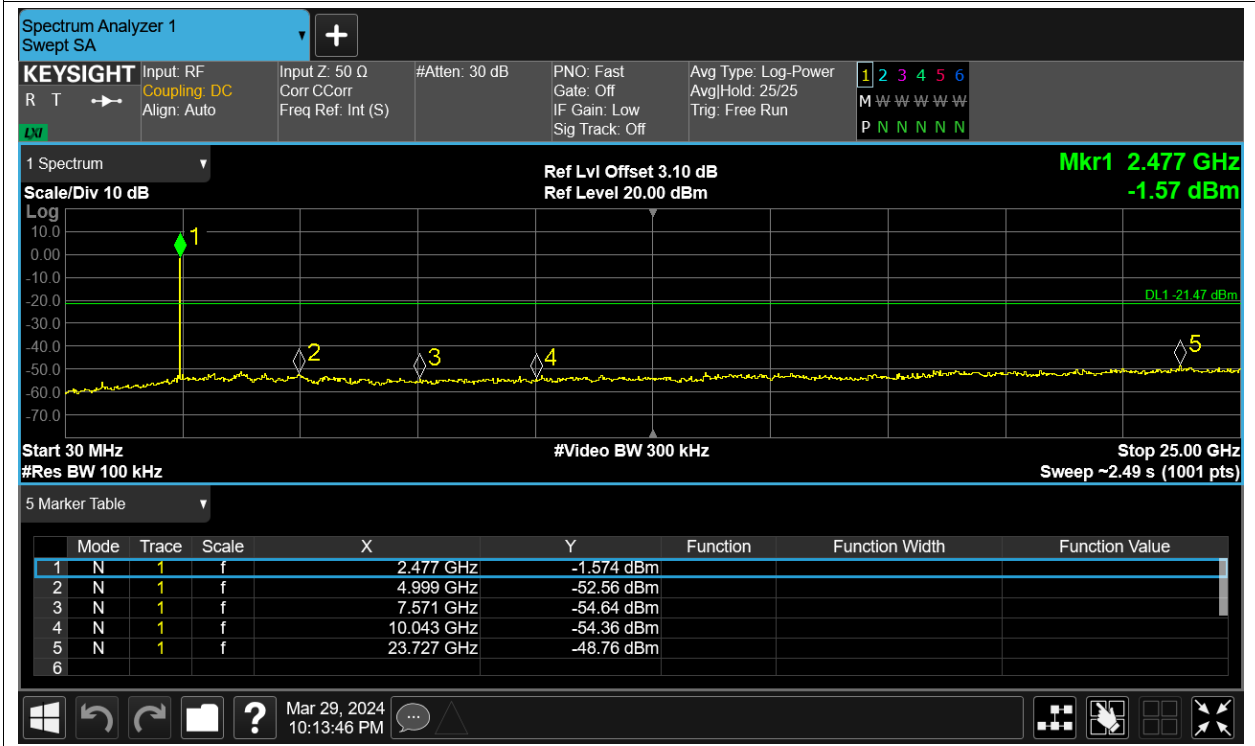 Spectrum Analyzer 1
Swept SA
+
KEYSIGHT
R T
LXI
Input: RF
Coupling: DC
Align: Auto
Input Z: 50 Ω
Corr CCorr
Freq Ref: Int (S)
#Atten: 30 dB
PNO: Fast
Gate: Off
IF Gain: Low
Sig Track: Off
Avg Type: Log-Power
Avg|Hold: 25/25
Trig: Free Run
1 2 3 4 5 6
M W W W W W
P N N N N N
1 Spectrum
Scale/Div 10 dB
Ref Lvl Offset 3.10 dB
Ref Level 20.00 dBm
Mkr1 2.477 GHz
-1.57 dBm
Log
10.0
0.00
-10.0
-20.0
-30.0
-40.0
-50.0
-60.0
-70.0
1
2
3
4
5
DL1 -21.47 dBm
Start 30 MHz
#Video BW 300 kHz
Stop 25.00 GHz
#Res BW 100 kHz
Sweep ~2.49 s (1001 pts)
5 Marker Table
Mode Trace Scale X Y Function Function Width Function Value
1 N 1 f 2.477 GHz -1.574 dBm
2 N 1 f 4.999 GHz -52.56 dBm
3 N 1 f 7.571 GHz -54.64 dBm
4 N 1 f 10.043 GHz -54.36 dBm
5 N 1 f 23.727 GHz -48.76 dBm
6
?
Mar 29, 2024
10:13:46 PM